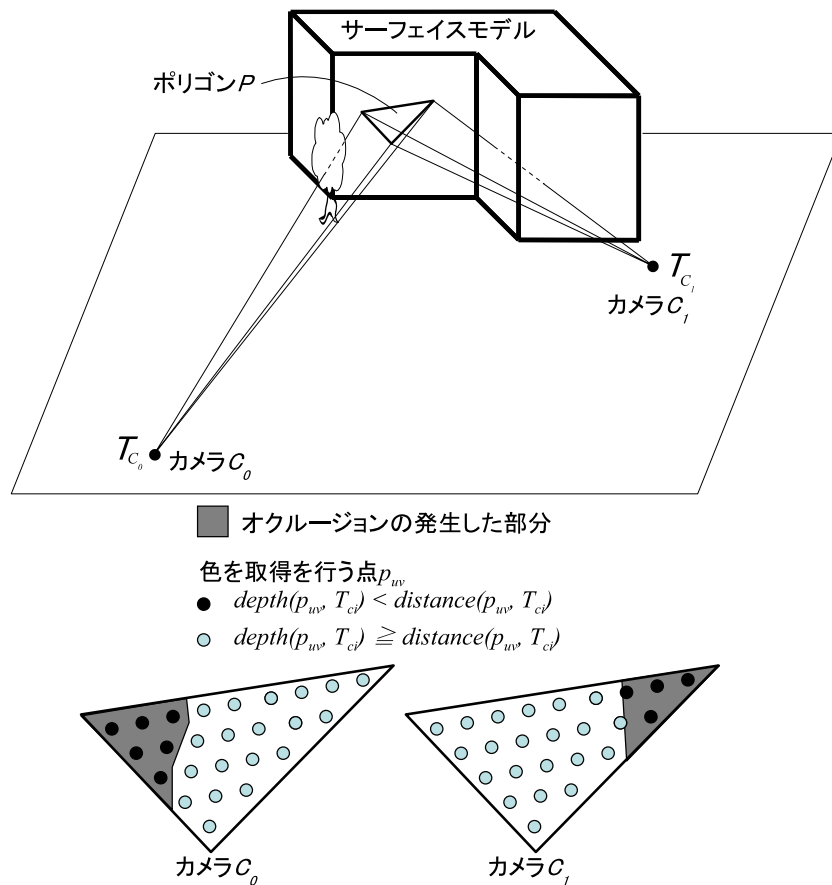 サーフェイスモデル
ポリゴンP
T_{C_1}
カメラC_1
T_{C_0} カメラC_0
オクルージョンの発生した部分
色を取得を行う点p_{uv}
depth(p_{uv}, T_{ci}) < distance(p_{uv}, T_{ci})
depth(p_{uv}, T_{ci}) ≧ distance(p_{uv}, T_{ci})
カメラC_0 カメラC_1